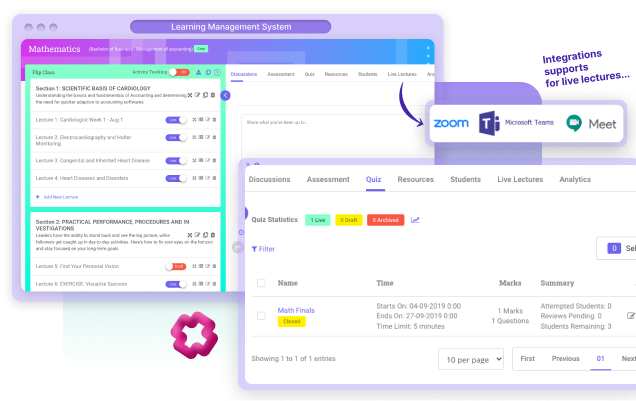 Learning Management System
Mathematics (Bachelor of Business - Management of accounting) Live
Flip Class Activity Tracking Off
Section 1: SCIENTIFIC BASIS OF CARDIOLOGY
Understanding the basics and fundamentals of Accounting and determining
the need for quicker adaption to accounting softwares
Lecture 1: Cardiologist Week 1 - Aug 1 Live
Lecture 2: Electrocardiography and Holter Live
Monitoring
Lecture 3: Congenital and Inherited Heart Disease Live
Lecture 4: Heart Diseases and Disorders Live
+ Add New Lecture
Section 2: PRACTICAL PERFORMANCE, PROCEDURES AND IN
VESTIGATIONS
Leaders have the ability to stand back and see the big picture, while
followers get caught up in day-to-day activities. Here's how to fix your eyes on the horizon
and stay focused on your long-term goals
Lecture 5: Find Your Personal Vision Draft
Lecture 6: EXERCISE: Visualize Success Live
Discussions Assessment Quiz Resources Students Live Lectures Ana
Share what you've been up to...
Integrations
supports
for live lectures...
zoom Microsoft Teams Meet
Discussions Assessment Quiz Resources Students Live Lectures Analytics
Quiz Statistics 1 Live 0 Draft 0 Archived
Filter
0 Sel
Name Time Marks Summary
Math Finals
Closed
Starts On: 04-09-2019 0:00
Ends On: 27-09-2019 0:00
Time Limit: 5 minutes
1 Marks
1 Questions
Attempted Students: 0
Reviews Pending: 0
Students Remaining: 3
Showing 1 to 1 of 1 entries
10 per page
First Previous 01 Next